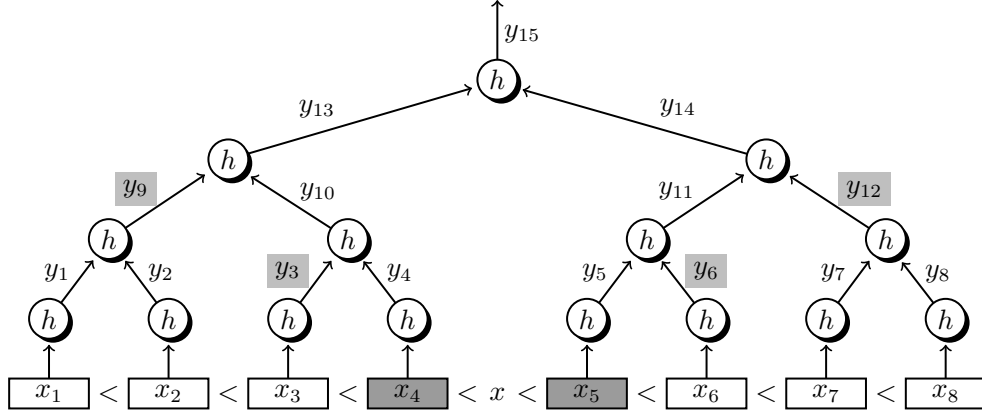 y₁₅
h
y₁₃ y₁₄
h h
y₉ y₁₀ y₁₁ y₁₂
h h h h
y₁ y₂ y₃ y₄ y₅ y₆ y₇ y₈
h h h h h h h h
x₁ < x₂ < x₃ < x₄ < x < x₅ < x₆ < x₇ < x₈